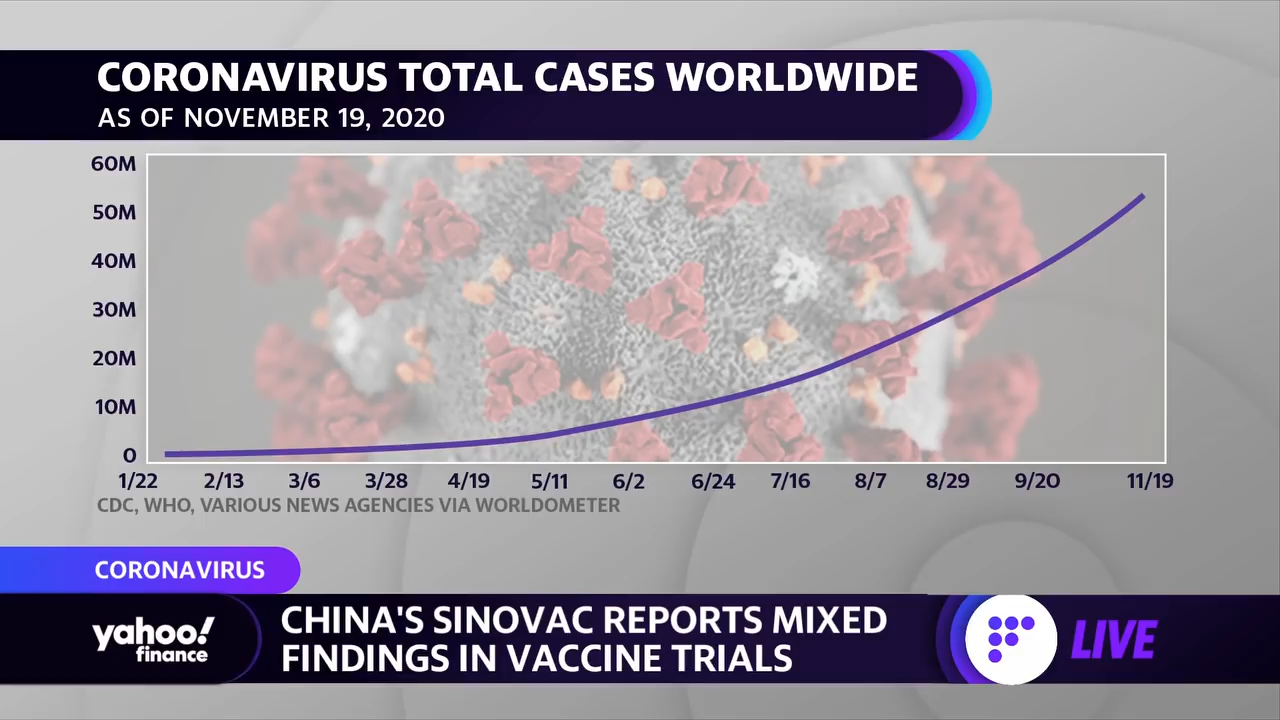 CORONAVIRUS TOTAL CASES WORLDWIDE
AS OF NOVEMBER 19, 2020
60M
50M
40M
30M
20M
10M
0
1/22 2/13 3/6 3/28 4/19 5/11 6/2 6/24 7/16 8/7 8/29 9/20 11/19
CDC, WHO, VARIOUS NEWS AGENCIES VIA WORLDOMETER
CORONAVIRUS
yahoo!
finance
CHINA'S SINOVAC REPORTS MIXED
FINDINGS IN VACCINE TRIALS
LIVE